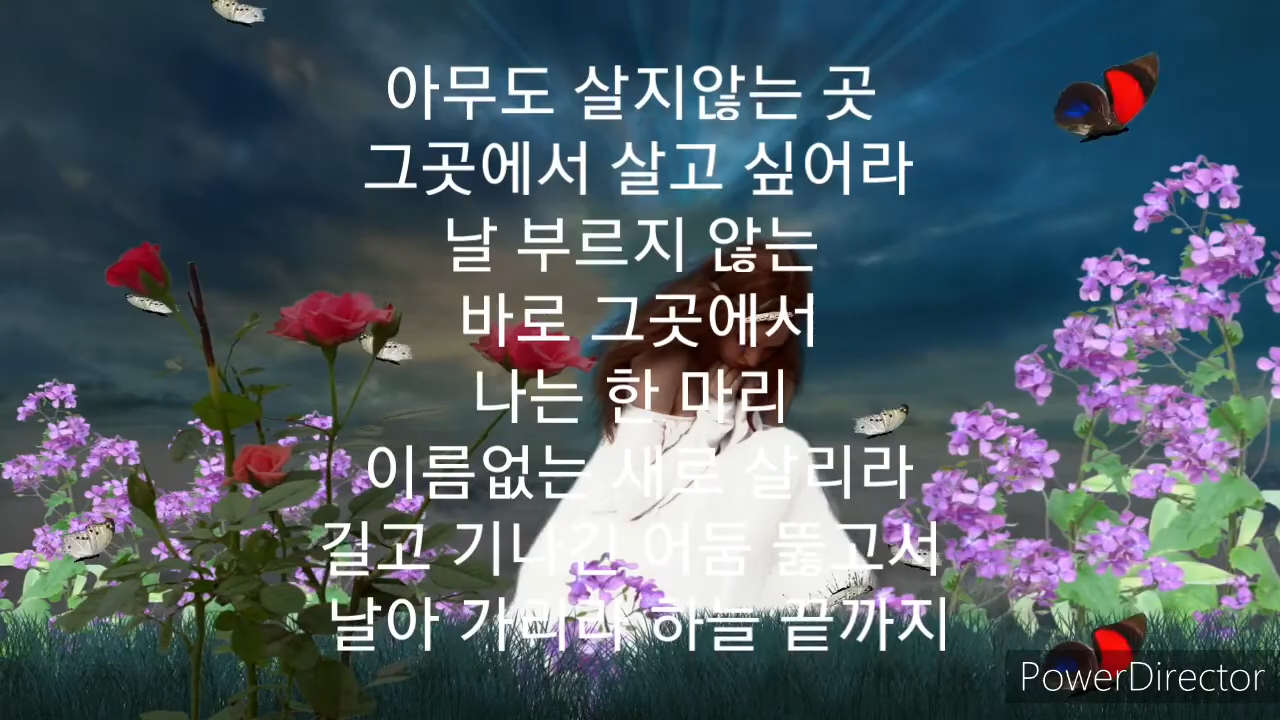 아무도 살지않는 곳
그곳에서 살고 싶어라
날 부르지 않는
바로 그곳에서
나는 한 마리
이름없는 새로 살리라
길고 기나긴 어둠 뚫고서
날아 가리라 하늘 끝까지
PowerDirector